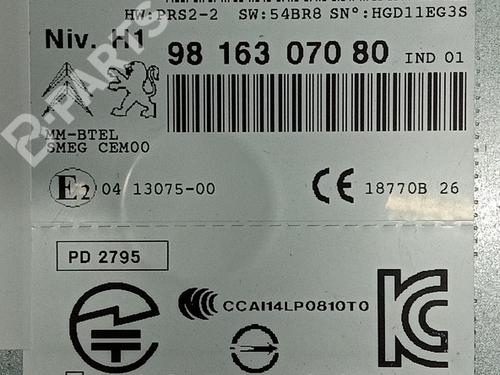 HW:PRS2-2 SW:54BR8 SN°:HGD11EG3S
Niv. H1
98 163 070 80 IND 01
MM-BTEL
SMEG CEM00
E2 04 13075-00
CE 18770B 26
PD 2795
CCAI14LP0810T0
B-PARTS